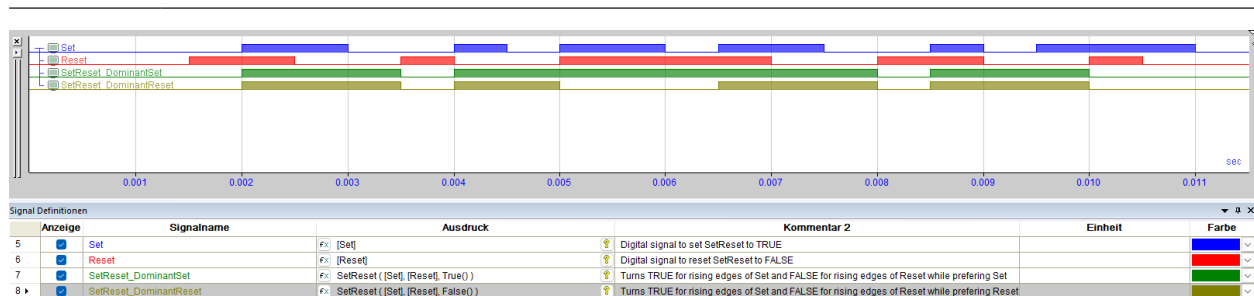 Set
Reset
SetReset_DominantSet
SetReset_DominantReset
sec
0.001 0.002 0.003 0.004 0.005 0.006 0.007 0.008 0.009 0.010 0.011
Signal Definitionen
Anzeige Signalname Ausdruck Kommentar 2 Einheit Farbe
5 Set fx [Set] ? Digital signal to set SetReset to TRUE
6 Reset fx [Reset] ? Digital signal to reset SetReset to FALSE
7 SetReset_DominantSet fx SetReset ( [Set], [Reset], True() ) ? Turns TRUE for rising edges of Set and FALSE for rising edges of Reset while prefering Set
8 SetReset_DominantReset fx SetReset ( [Set], [Reset], False() ) ? Turns TRUE for rising edges of Set and FALSE for rising edges of Reset while prefering Reset